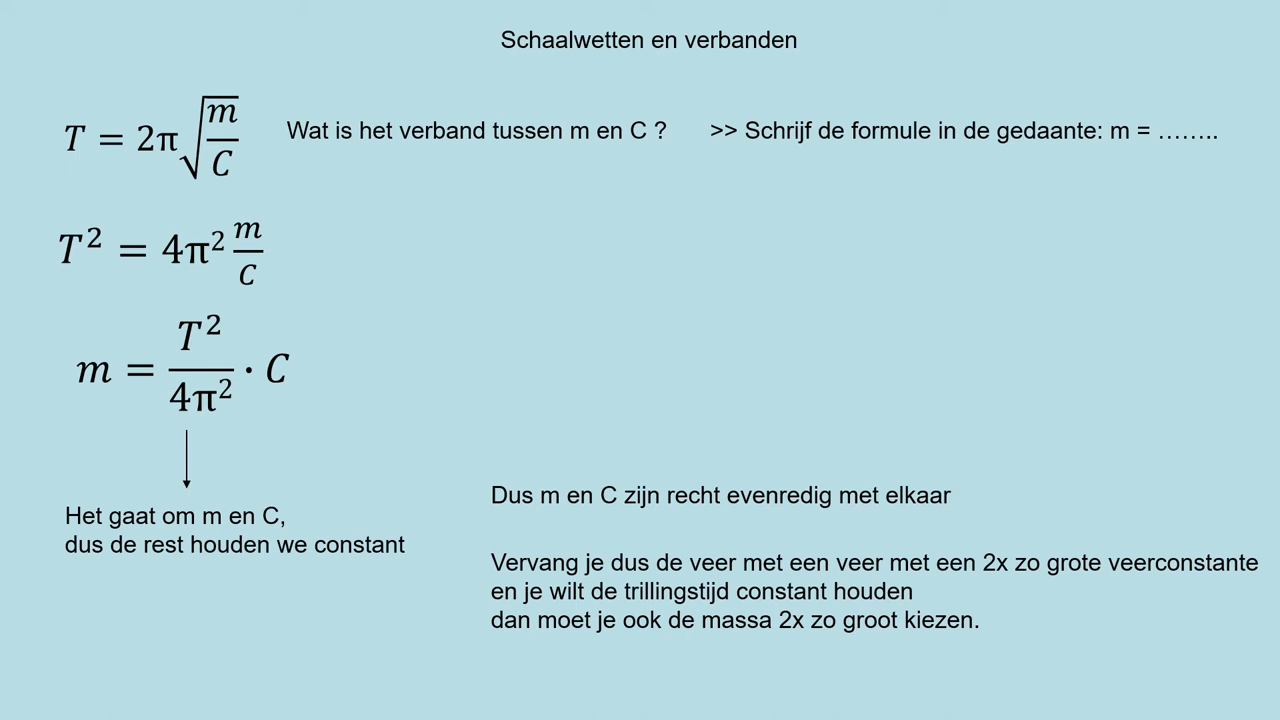 Schaalwetten en verbanden
T = 2π√(m/C)
Wat is het verband tussen m en C ?
>> Schrijf de formule in de gedaante: m = ……..
T² = 4π² m/C
m = T²/4π² · C
Het gaat om m en C,
dus de rest houden we constant
Dus m en C zijn recht evenredig met elkaar
Vervang je dus de veer met een veer met een 2x zo grote veerconstante
en je wilt de trillingstijd constant houden
dan moet je ook de massa 2x zo groot kiezen.